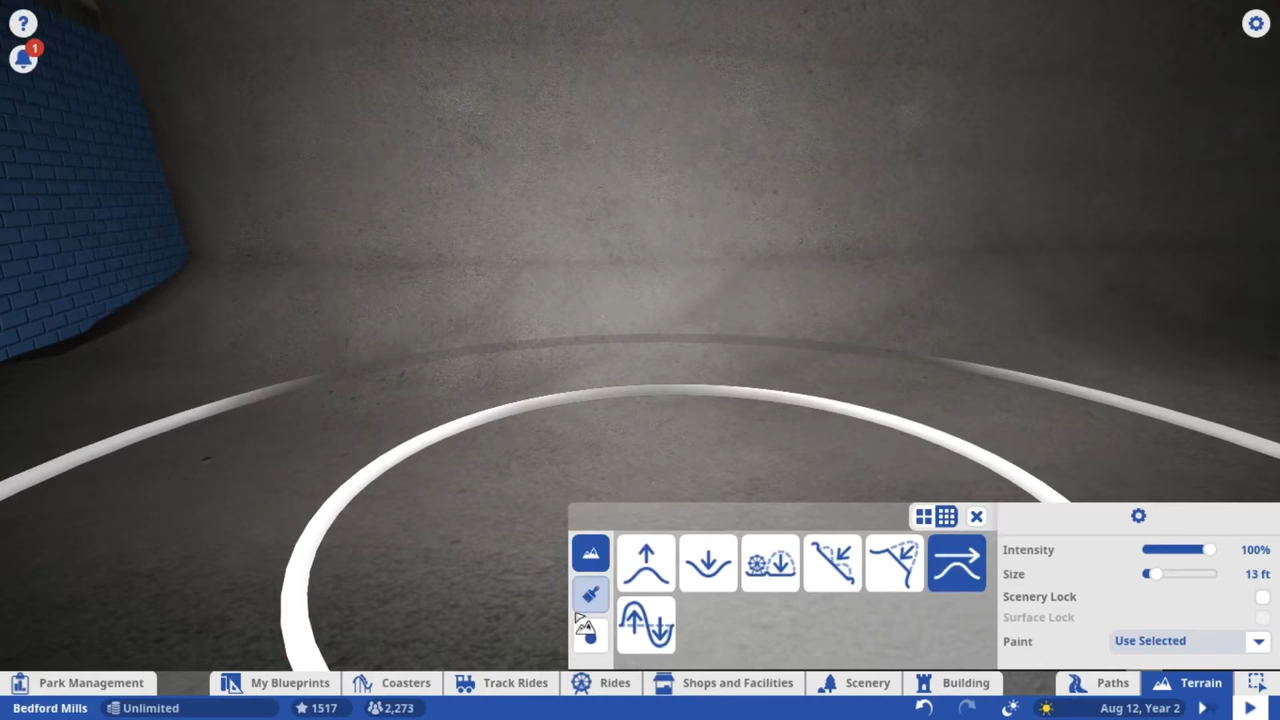 ?
1
Intensity 100%
Size 13 ft
Scenery Lock
Surface Lock
Paint Use Selected
Park Management My Blueprints Coasters Track Rides Rides Shops and Facilities Scenery Building Paths Terrain
Bedford Mills Unlimited 1517 2,273 Aug 12, Year 2